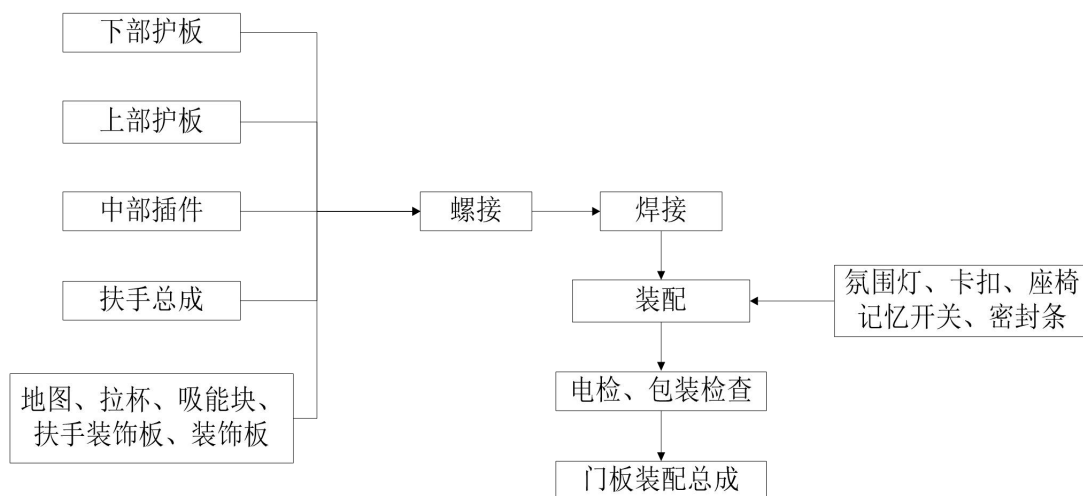 下部护板
上部护板
中部插件
扶手总成
地图、拉杯、吸能块、
扶手装饰板、装饰板
螺接
焊接
装配
氛围灯、卡扣、座椅
记忆开关、密封条
电检、包装检查
门板装配总成